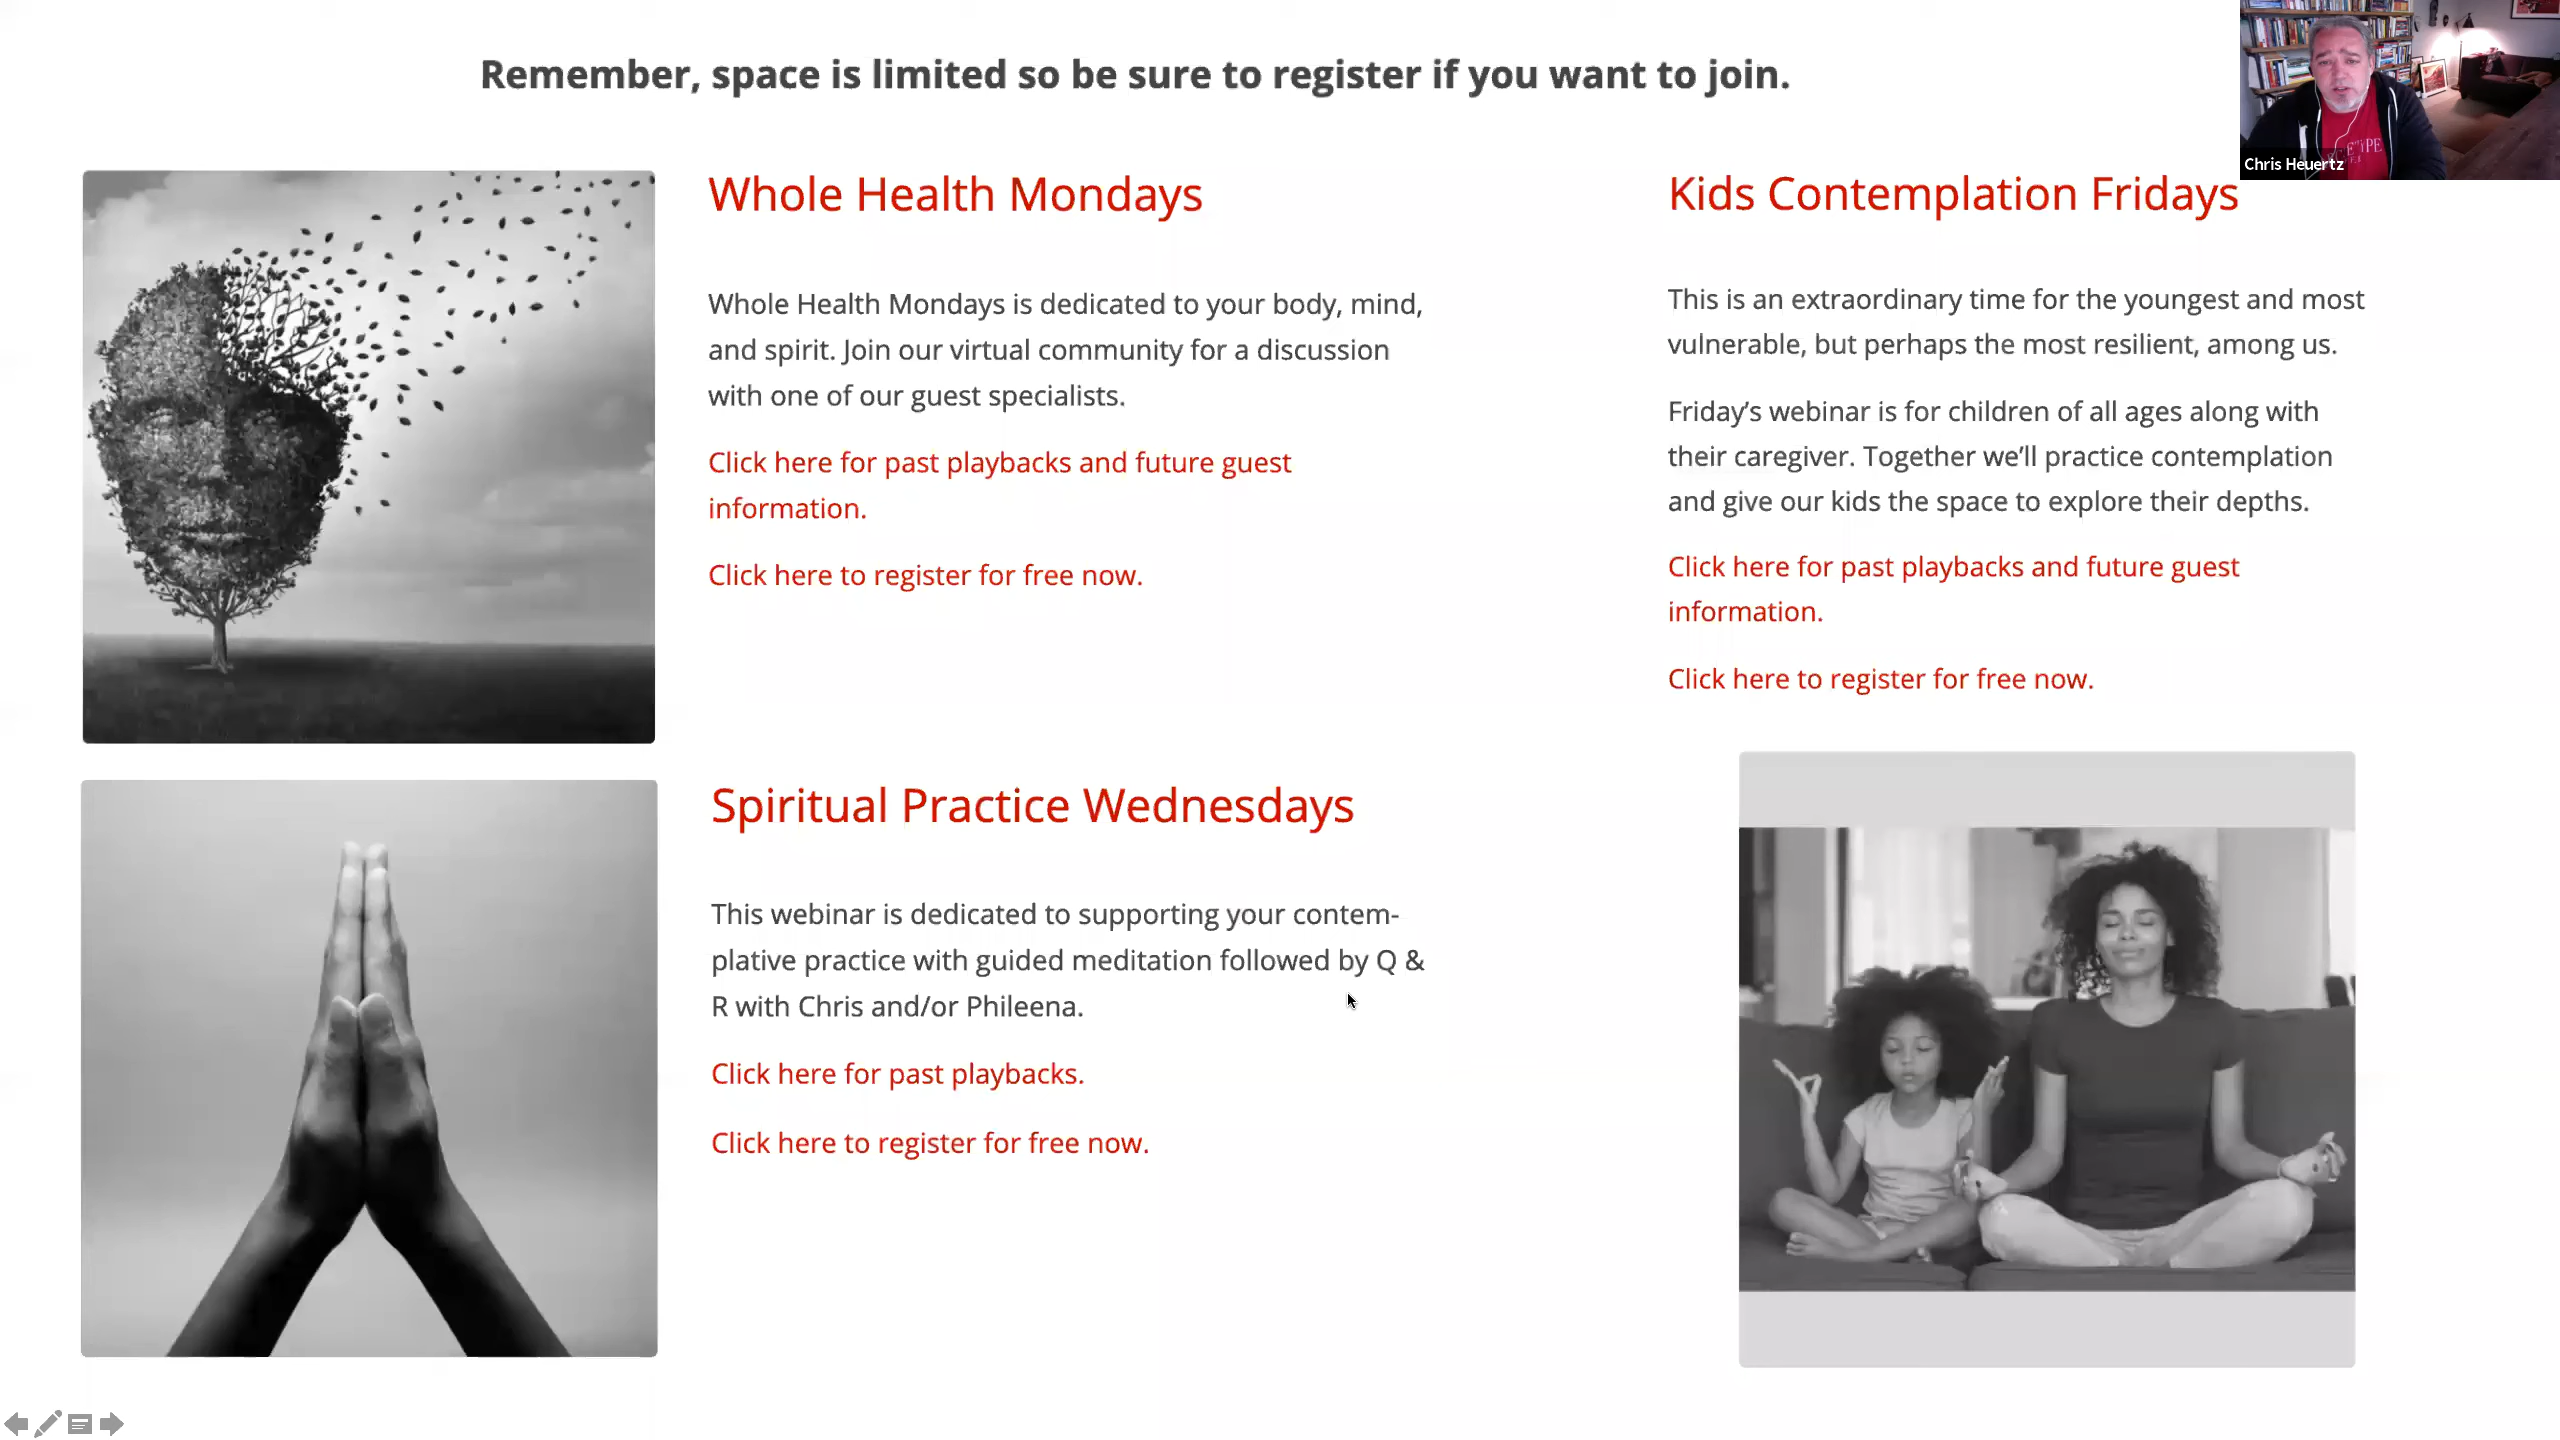 Remember, space is limited so be sure to register if you want to join.
Chris Heuertz
Whole Health Mondays
Whole Health Mondays is dedicated to your body, mind,
and spirit. Join our virtual community for a discussion
with one of our guest specialists.
Click here for past playbacks and future guest
information.
Click here to register for free now.
Kids Contemplation Fridays
This is an extraordinary time for the youngest and most
vulnerable, but perhaps the most resilient, among us.
Friday’s webinar is for children of all ages along with
their caregiver. Together we’ll practice contemplation
and give our kids the space to explore their depths.
Click here for past playbacks and future guest
information.
Click here to register for free now.
Spiritual Practice Wednesdays
This webinar is dedicated to supporting your contem-
plative practice with guided meditation followed by Q &
R with Chris and/or Phileena.
Click here for past playbacks.
Click here to register for free now.